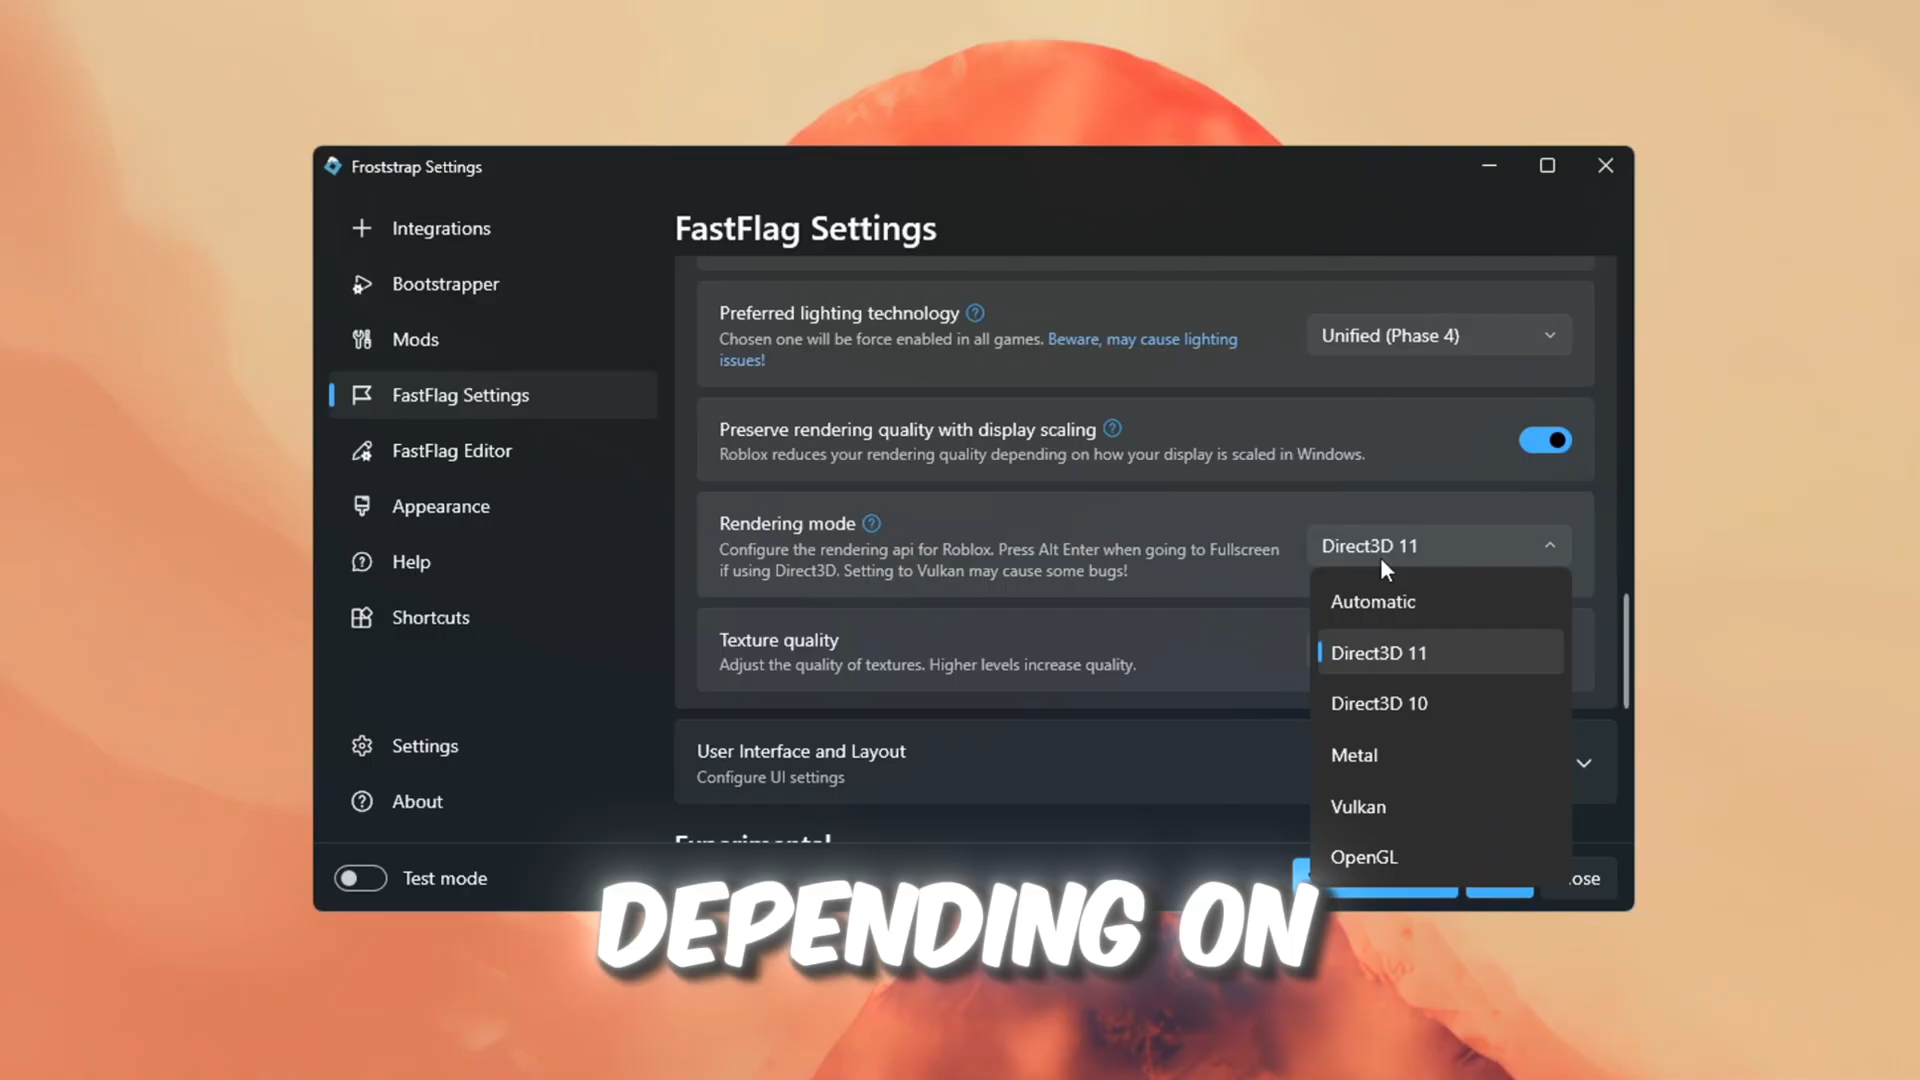 Froststrap Settings
Integrations
Bootstrapper
Mods
FastFlag Settings
FastFlag Editor
Appearance
Help
Shortcuts
Settings
About
Test mode
FastFlag Settings
Preferred lighting technology
Chosen one will be force enabled in all games. Beware, may cause lighting
issues!
Unified (Phase 4)
Preserve rendering quality with display scaling
Roblox reduces your rendering quality depending on how your display is scaled in Windows.
Rendering mode
Configure the rendering api for Roblox. Press Alt Enter when going to Fullscreen
if using Direct3D. Setting to Vulkan may cause some bugs!
Direct3D 11
Automatic
Direct3D 11
Direct3D 10
Metal
Vulkan
OpenGL
Texture quality
Adjust the quality of textures. Higher levels increase quality.
User Interface and Layout
Configure UI settings
Experimental
DEPENDING ON